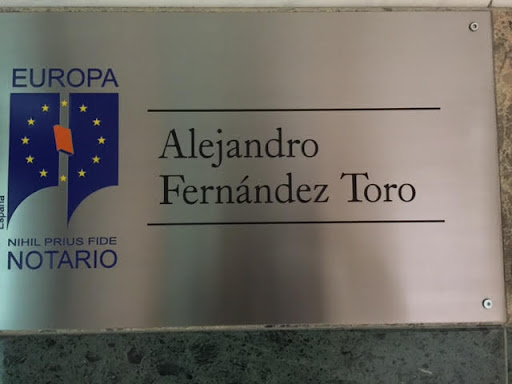 EUROPA
España
NIHIL PRIUS FIDE
NOTARIO
Alejandro
Fernández Toro